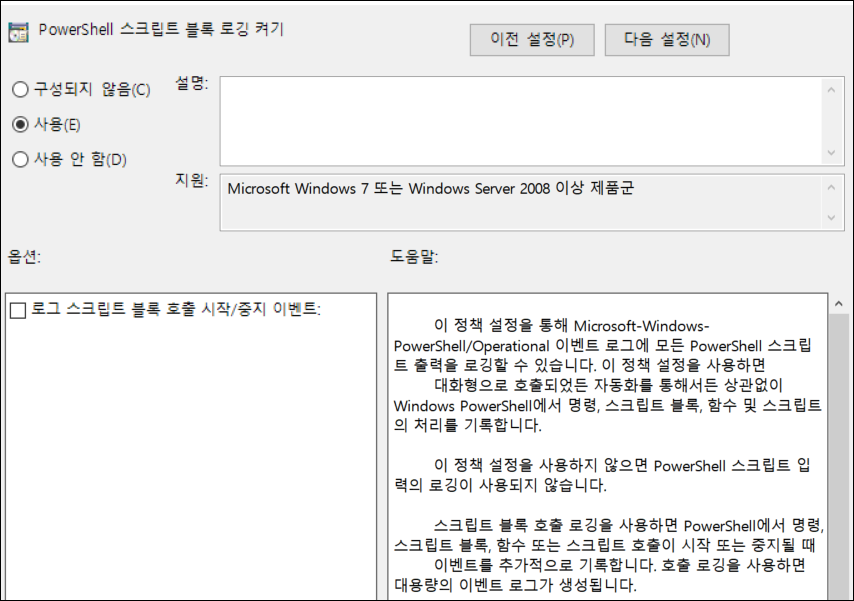 PowerShell 스크립트 블록 로깅 켜기
이전 설정(P)
다음 설정(N)
구성되지 않음(C)
설명:
사용(E)
사용 안 함(D)
지원:
Microsoft Windows 7 또는 Windows Server 2008 이상 제품군
옵션:
도움말:
로그 스크립트 블록 호출 시작/중지 이벤트:
이 정책 설정을 통해 Microsoft-Windows-
PowerShell/Operational 이벤트 로그에 모든 PowerShell 스크립
트 출력을 로깅할 수 있습니다. 이 정책 설정을 사용하면
대화형으로 호출되었든 자동화를 통해서든 상관없이
Windows PowerShell에서 명령, 스크립트 블록, 함수 및 스크립트
의 처리를 기록합니다.
이 정책 설정을 사용하지 않으면 PowerShell 스크립트 입
력의 로깅이 사용되지 않습니다.
스크립트 블록 호출 로깅을 사용하면 PowerShell에서 명령,
스크립트 블록, 함수 또는 스크립트 호출이 시작 또는 중지될 때
이벤트를 추가적으로 기록합니다. 호출 로깅을 사용하면
대용량의 이벤트 로그가 생성됩니다.